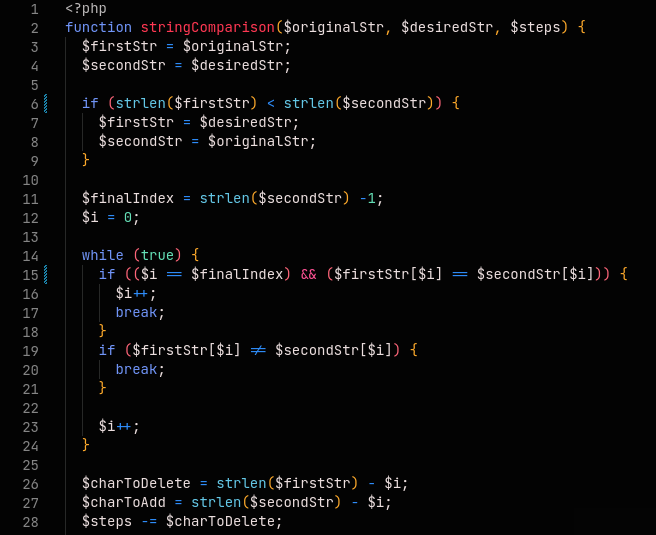 1 <?php
2 function stringComparison($originalStr, $desiredStr, $steps) {
3   $firstStr = $originalStr;
4   $secondStr = $desiredStr;
5
6   if (strlen($firstStr) < strlen($secondStr)) {
7     $firstStr = $desiredStr;
8     $secondStr = $originalStr;
9   }
10
11   $finalIndex = strlen($secondStr) -1;
12   $i = 0;
13
14   while (true) {
15     if (($i == $finalIndex) && ($firstStr[$i] == $secondStr[$i])) {
16       $i++;
17       break;
18     }
19     if ($firstStr[$i] != $secondStr[$i]) {
20       break;
21     }
22
23     $i++;
24   }
25
26   $charToDelete = strlen($firstStr) - $i;
27   $charToAdd = strlen($secondStr) - $i;
28   $steps -= $charToDelete;